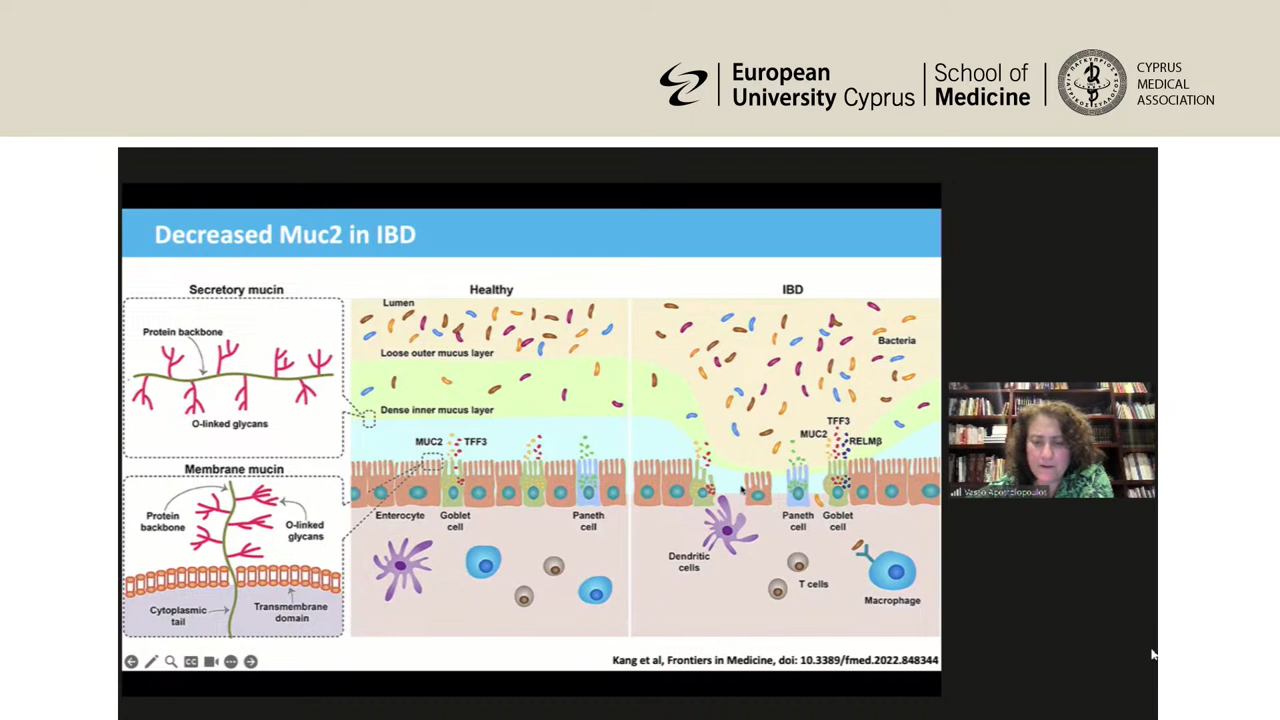 European
University Cyprus
School of
Medicine
CYPRUS
MEDICAL
ASSOCIATION
Decreased Muc2 in IBD
Secretory mucin
Protein backbone
O-linked glycans
Membrane mucin
Protein
backbone
O-linked
glycans
Cytoplasmic
tail
Transmembrane
domain
Healthy
Lumen
Loose outer mucus layer
Dense inner mucus layer
MUC2
TFF3
Enterocyte
Goblet
cell
Paneth
cell
IBD
Bacteria
TFF3
MUC2
RELMβ
Paneth
cell
Goblet
cell
Dendritic
cells
T cells
Macrophage
CC
Kang et al, Frontiers in Medicine, doi: 10.3389/fmed.2022.848344
Vasso Apostolopoulos